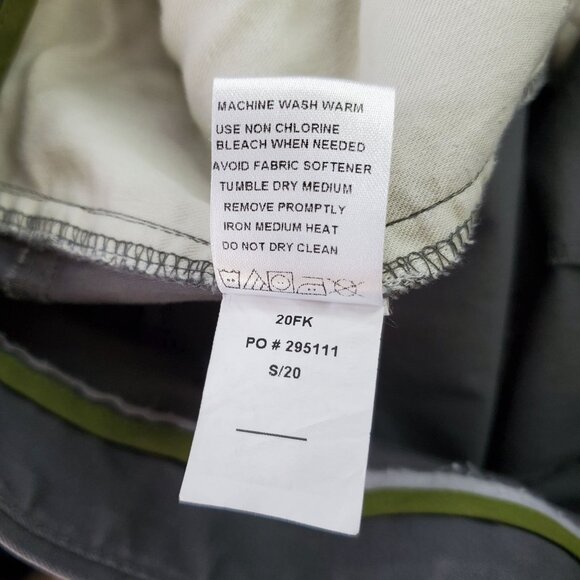 MACHINE WASH WARM
USE NON CHLORINE
BLEACH WHEN NEEDED
AVOID FABRIC SOFTENER
TUMBLE DRY MEDIUM
REMOVE PROMPTLY
IRON MEDIUM HEAT
DO NOT DRY CLEAN
20FK
PO # 295111
S/20